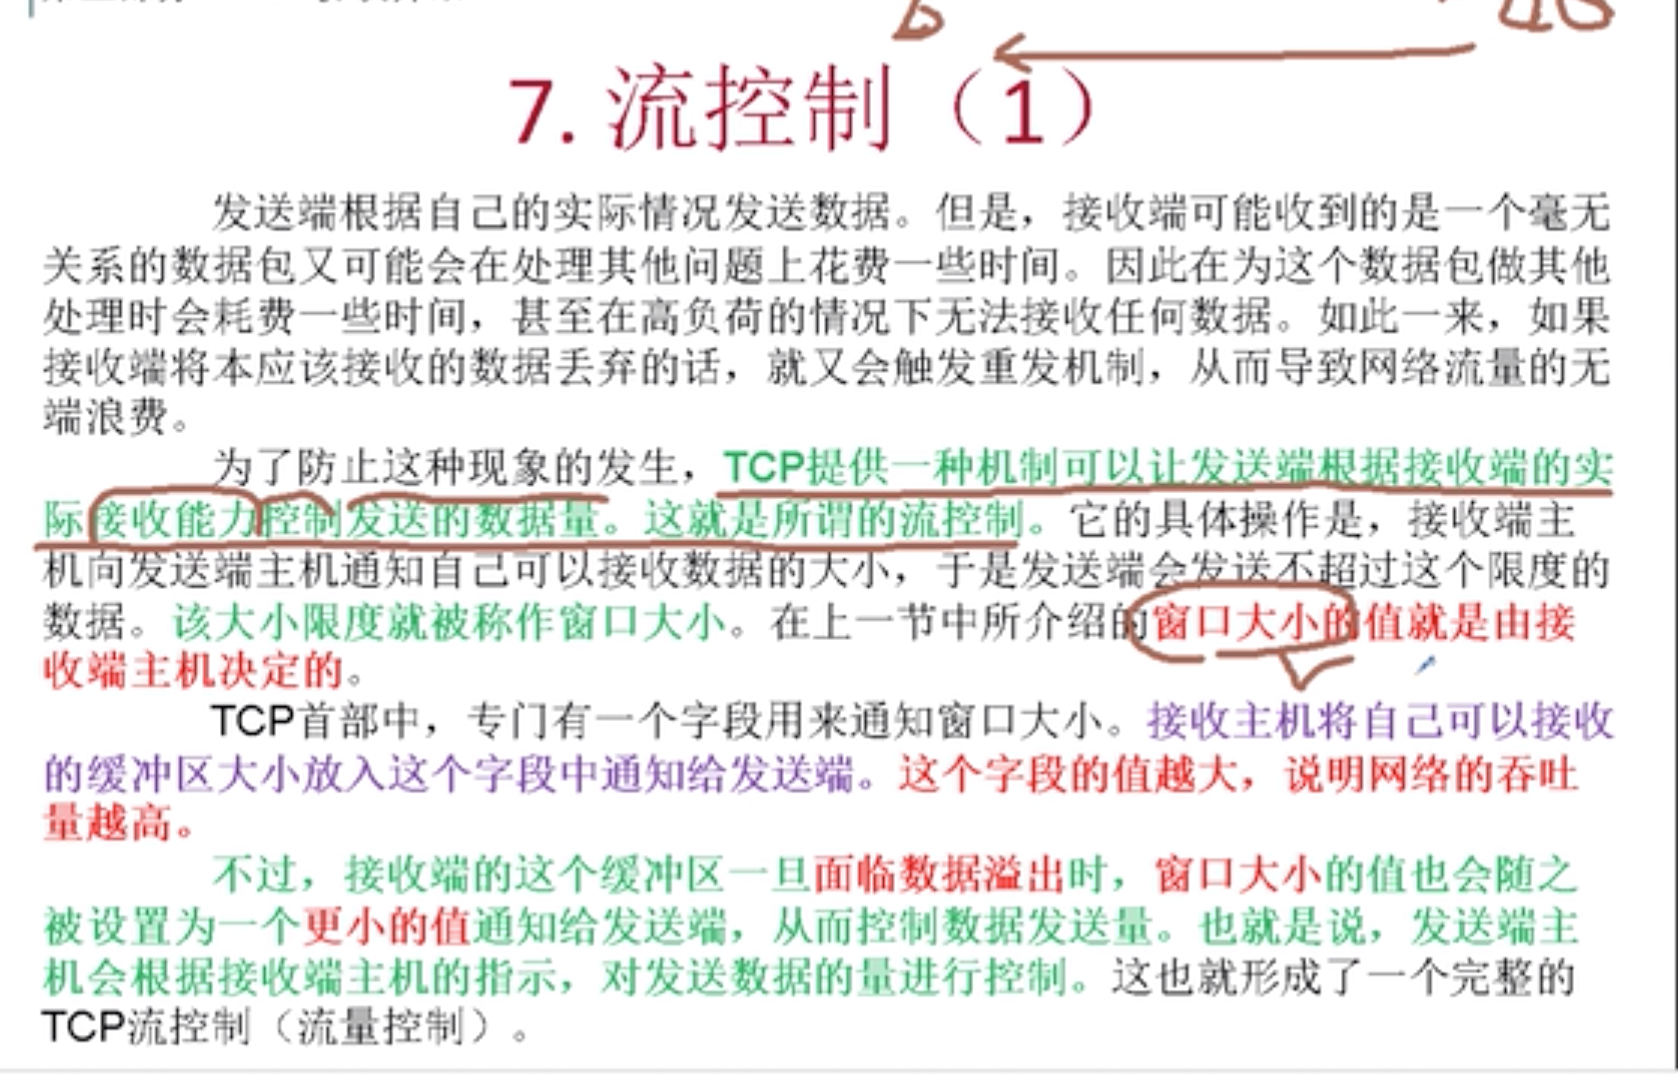 7. 流控制（1）
发送端根据自己的实际情况发送数据。但是，接收端可能收到的是一个毫无
关系的数据包又可能会在处理其他问题上花费一些时间。因此在为这个数据包做其他
处理时会耗费一些时间，甚至在高负荷的情况下无法接收任何数据。如此一来，如果
接收端将本应该接收的数据丢弃的话，就又会触发重发机制，从而导致网络流量的无
端浪费。
为了防止这种现象的发生，TCP提供一种机制可以让发送端根据接收端的实
际接收能力控制发送的数据量。这就是所谓的流控制。它的具体操作是，接收端主
机向发送端主机通知自己可以接收数据的大小，于是发送端会发送不超过这个限度的
数据。该大小限度就被称作窗口大小。在上一节中所介绍的窗口大小的值就是由接
收端主机决定的。
TCP首部中，专门有一个字段用来通知窗口大小。接收主机将自己可以接收
的缓冲区大小放入这个字段中通知给发送端。这个字段的值越大，说明网络的吞吐
量越高。
不过，接收端的这个缓冲区一旦面临数据溢出时，窗口大小的值也会随之
被设置为一个更小的值通知给发送端，从而控制数据发送量。也就是说，发送端主
机会根据接收端主机的指示，对发送数据的量进行控制。这也就形成了一个完整的
TCP流控制（流量控制）。